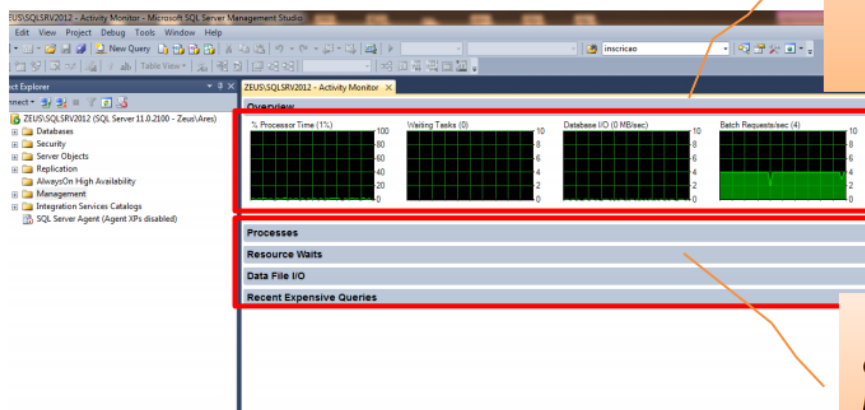 EUS\SQLSRV2012 - Activity Monitor - Microsoft SQL Server Management Studio
Edit View Project Debug Tools Window Help
New Query inscricao
Table View
ect Explorer
ZEUS\SQLSRV2012 - Activity Monitor
nnect
Overview
ZEUS\SQLSRV2012 (SQL Server 11.0.2100 - Zeus\Ares)
Databases
Security
Server Objects
Replication
AlwaysOn High Availability
Management
Integration Services Catalogs
SQL Server Agent (Agent XPs disabled)
% Processor Time (1%)
100
80
60
40
20
0
Waiting Tasks (0)
10
8
6
4
2
0
Database I/O (0 MB/sec)
10
8
6
4
2
0
Batch Requests/sec (4)
10
8
6
4
2
0
Processes
Resource Waits
Data File I/O
Recent Expensive Queries